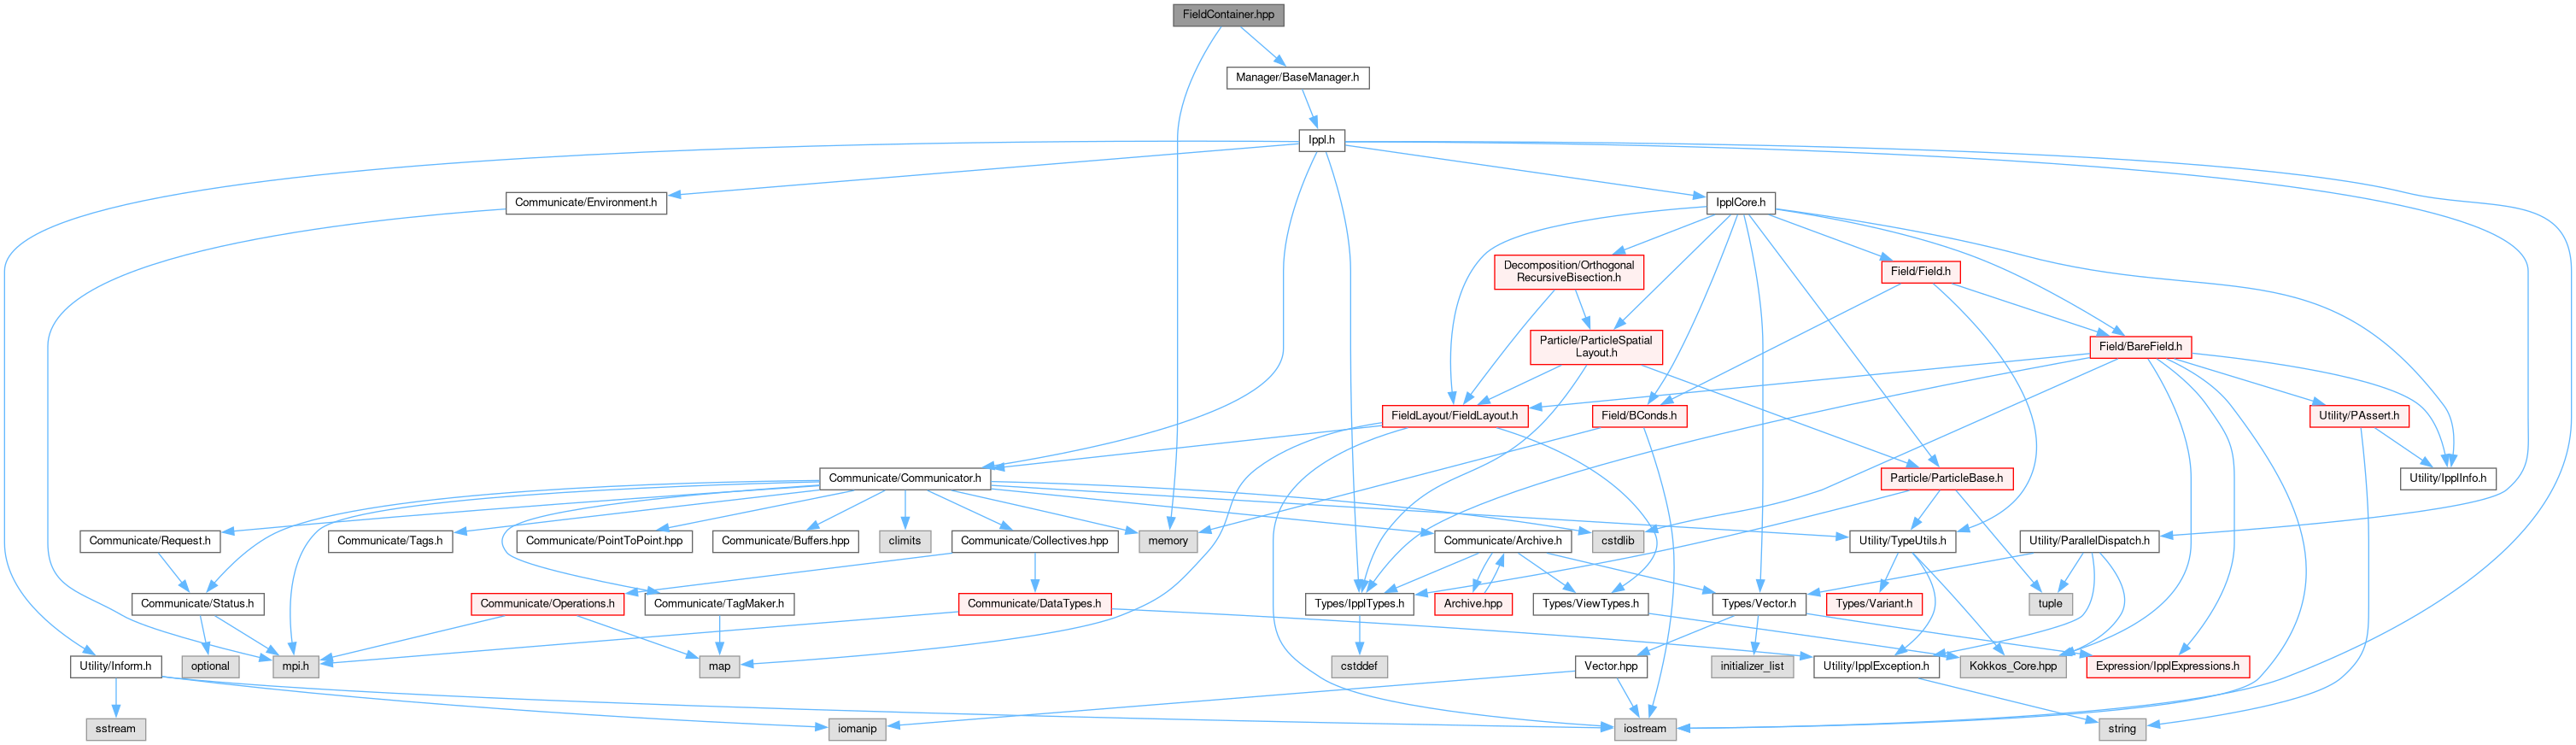 FieldContainer.hpp
Manager/BaseManager.h
Ippl.h
Communicate/Environment.h
IpplCore.h
Decomposition/Orthogonal
RecursiveBisection.h
Field/Field.h
Particle/ParticleSpatial
Layout.h
Field/BareField.h
FieldLayout/FieldLayout.h
Field/BConds.h
Utility/PAssert.h
Communicate/Communicator.h
Particle/ParticleBase.h
Utility/IpplInfo.h
Communicate/Request.h
Communicate/Tags.h
Communicate/PointToPoint.hpp
Communicate/Buffers.hpp
climits
Communicate/Collectives.hpp
memory
Communicate/Archive.h
cstdlib
Utility/TypeUtils.h
Utility/ParallelDispatch.h
Communicate/Status.h
Communicate/Operations.h
Communicate/TagMaker.h
Communicate/DataTypes.h
Types/IpplTypes.h
Archive.hpp
Types/ViewTypes.h
Types/Vector.h
Types/Variant.h
tuple
Utility/Inform.h
optional
mpi.h
map
cstddef
Vector.hpp
initializer_list
Utility/IpplException.h
Kokkos_Core.hpp
Expression/IpplExpressions.h
sstream
iomanip
iostream
string